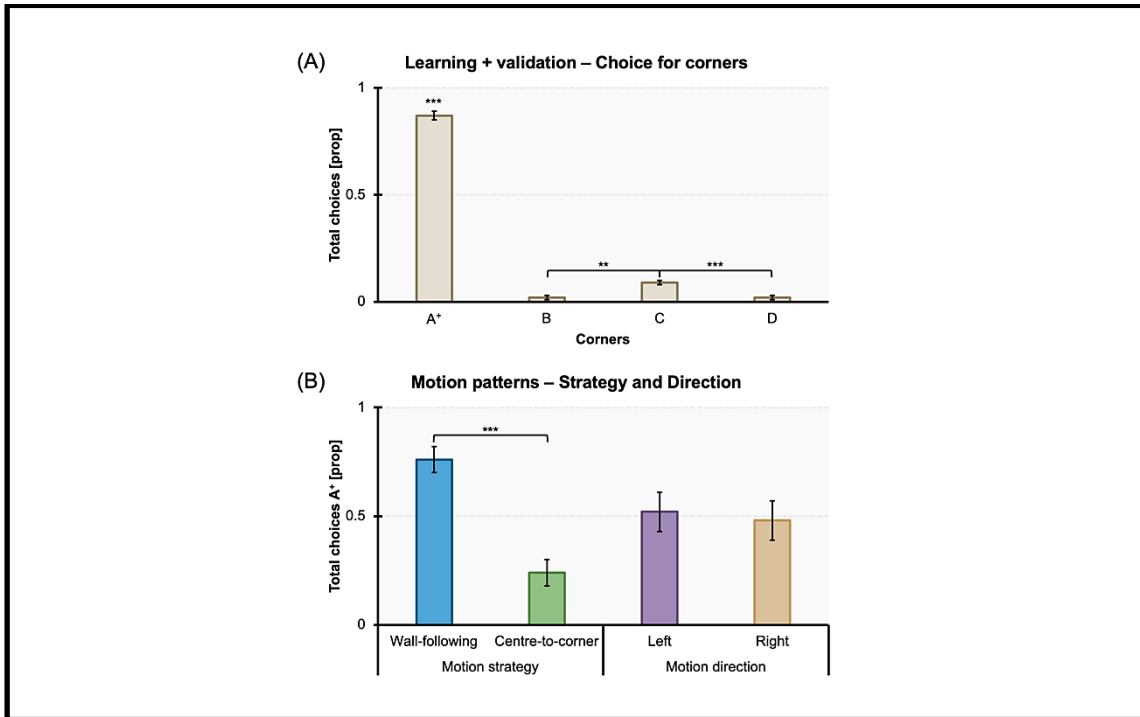 (A)
Learning + validation – Choice for corners
Total choices [prop]
1
0.5
0
***
**
***
A⁺
B
C
D
Corners
(B)
Motion patterns – Strategy and Direction
Total choices A⁺ [prop]
1
0.5
0
***
Wall-following
Centre-to-corner
Left
Right
Motion strategy
Motion direction